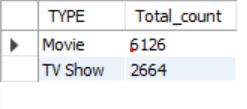 TYPE Total_count
Movie 6126
TV Show 2664